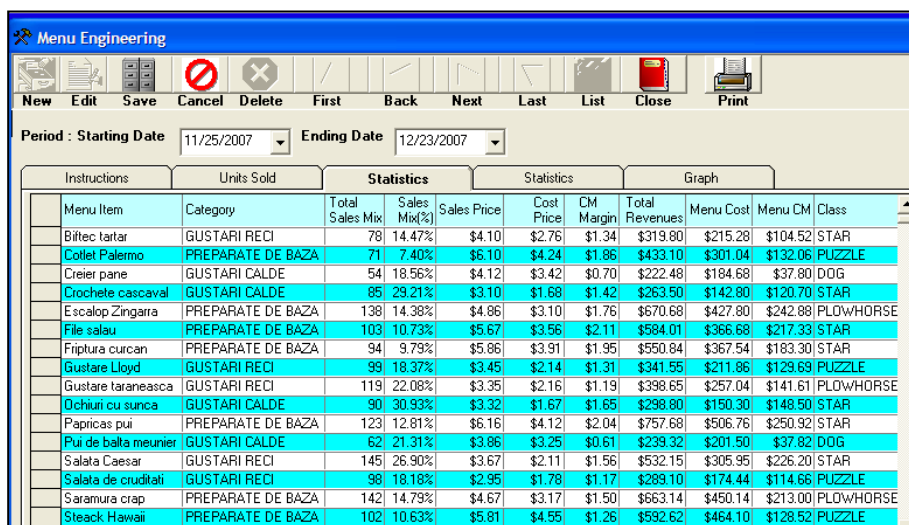 Menu Engineering
New Edit Save Cancel Delete First Back Next Last List Close Print
Period : Starting Date 11/25/2007 Ending Date 12/23/2007
Instructions Units Sold Statistics Statistics Graph
Menu Item Category Total Sales Mix Sales Mix(%) Sales Price Cost Price CM Margin Total Revenues Menu Cost Menu CM Class
Biftec tartar GUSTARI RECI 78 14.47% $4.10 $2.76 $1.34 $319.80 $215.28 $104.52 STAR
Cotlet Palermo PREPARATE DE BAZA 71 7.40% $6.10 $4.24 $1.86 $433.10 $301.04 $132.06 PUZZLE
Creier pane GUSTARI CALDE 54 18.56% $4.12 $3.42 $0.70 $222.48 $184.68 $37.80 DOG
Crochete cascaval GUSTARI CALDE 85 29.21% $3.10 $1.68 $1.42 $263.50 $142.80 $120.70 STAR
Escalop Zingarra PREPARATE DE BAZA 138 14.38% $4.86 $3.10 $1.76 $670.68 $427.80 $242.88 PLOWHORSE
File salau PREPARATE DE BAZA 103 10.73% $5.67 $3.56 $2.11 $584.01 $366.68 $217.33 STAR
Friptura curcan PREPARATE DE BAZA 94 9.79% $5.86 $3.91 $1.95 $550.84 $367.54 $183.30 STAR
Gustare Lloyd GUSTARI RECI 99 18.37% $3.45 $2.14 $1.31 $341.55 $211.86 $129.69 PUZZLE
Gustare taraneasca GUSTARI RECI 119 22.08% $3.35 $2.16 $1.19 $398.65 $257.04 $141.61 PLOWHORSE
Ochiuri cu sunca GUSTARI CALDE 90 30.93% $3.32 $1.67 $1.65 $298.80 $150.30 $148.50 STAR
Papricas pui PREPARATE DE BAZA 123 12.81% $6.16 $4.12 $2.04 $757.68 $506.76 $250.92 STAR
Pui de balta meunier GUSTARI CALDE 62 21.31% $3.86 $3.25 $0.61 $239.32 $201.50 $37.82 DOG
Salata Caesar GUSTARI RECI 145 26.90% $3.67 $2.11 $1.56 $532.15 $305.95 $226.20 STAR
Salata de cruditati GUSTARI RECI 98 18.18% $2.95 $1.78 $1.17 $289.10 $174.44 $114.66 PUZZLE
Saramura crap PREPARATE DE BAZA 142 14.79% $4.67 $3.17 $1.50 $663.14 $450.14 $213.00 PLOWHORSE
Steack Hawaii PREPARATE DE BAZA 102 10.63% $5.81 $4.55 $1.26 $592.62 $464.10 $128.52 PUZZLE